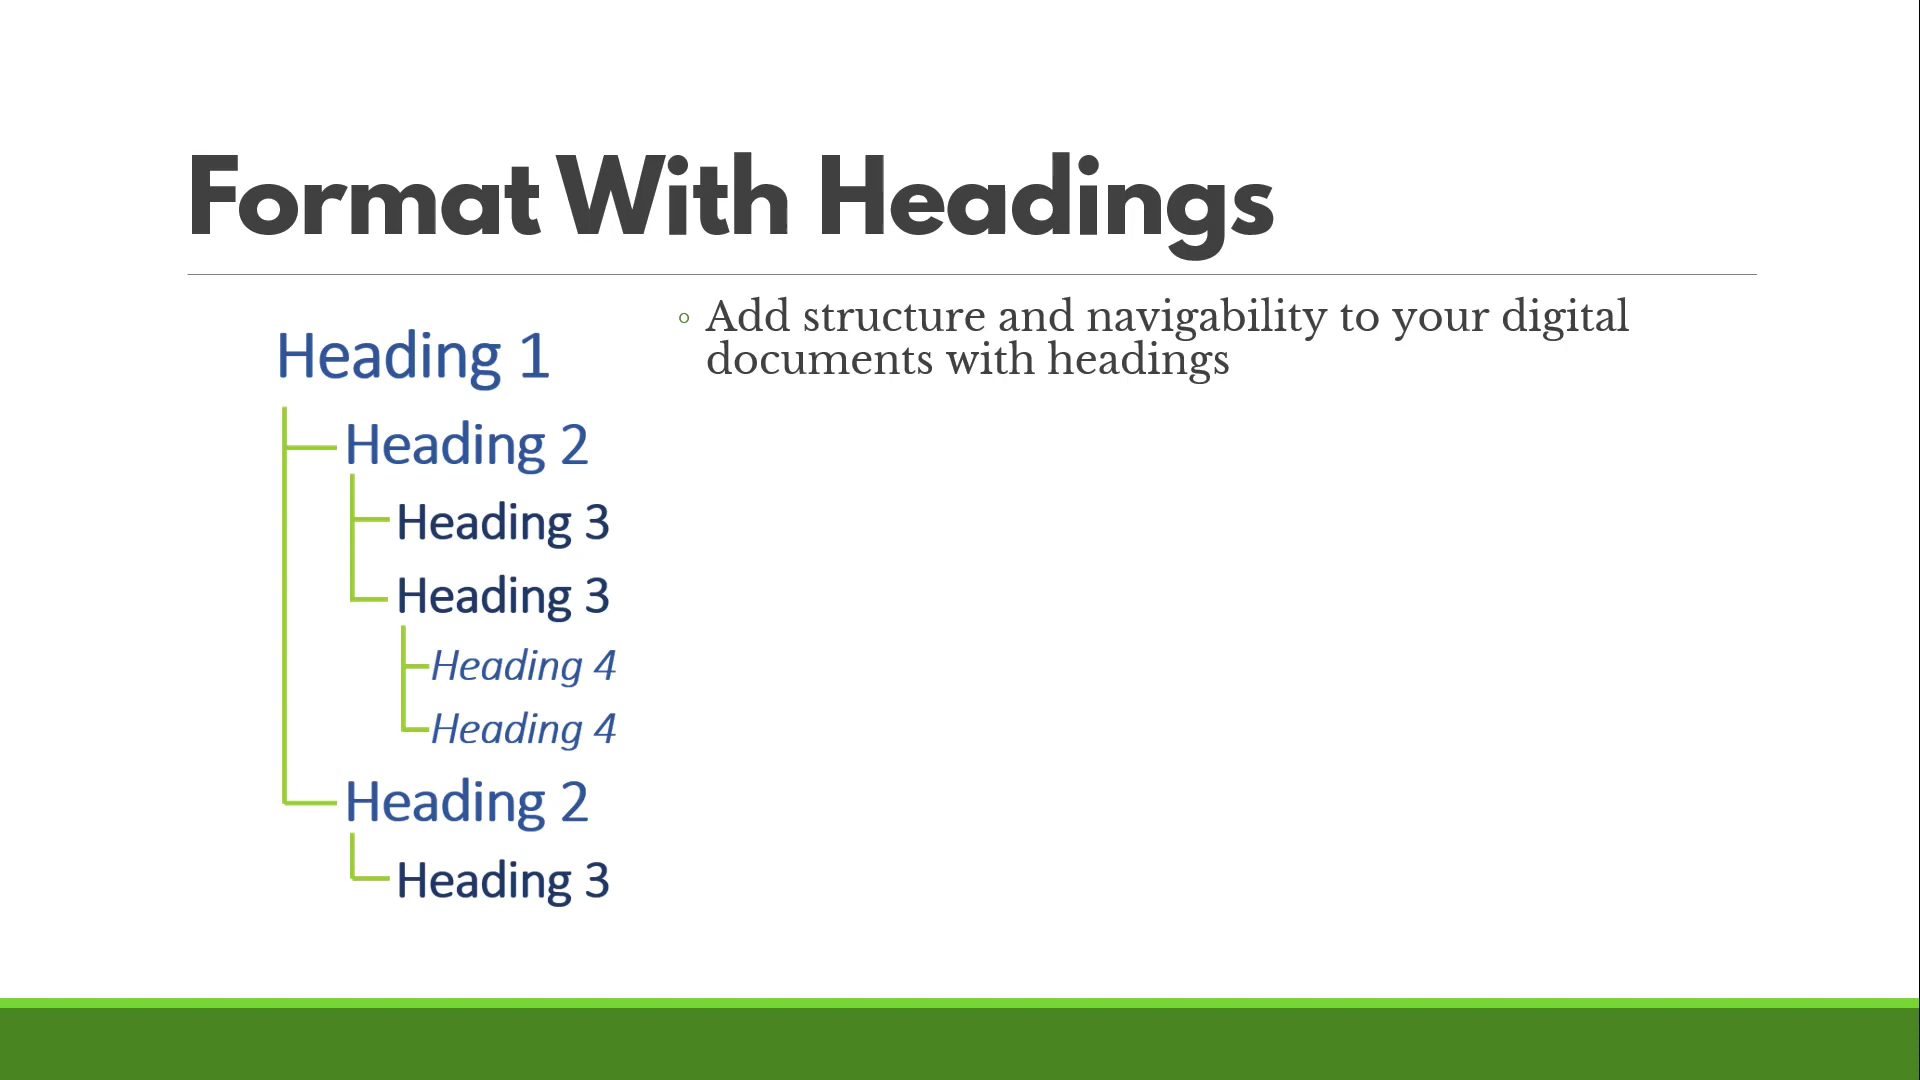 Format With Headings
Heading 1
Heading 2
Heading 3
Heading 3
Heading 4
Heading 4
Heading 2
Heading 3
◦ Add structure and navigability to your digital
documents with headings